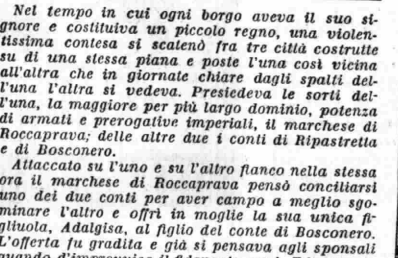 Nel tempo in cui ogni borgo aveva il suo si-
gnore e costituiva un piccolo regno, una violen-
tissima contesa si scatenò fra tre città costrutte
su di una stessa piana e poste l'una così vicina
all'altra che in giornate chiare dagli spalti del-
l'una l'altra si vedeva. Presiedeva le sorti del-
l'una, la maggiore per più largo dominio, potenza
di armati e prerogative imperiali, il marchese di
Roccaprava; delle altre due i conti di Ripastretta
e di Bosconero.
Attaccato su l'uno e su l'altro fianco nella stessa
ora il marchese di Roccaprava pensò conciliarsi
uno dei due conti per aver campo a meglio sgo-
minare l'altro e offrì in moglie la sua unica fi-
gliuola, Adalgisa, al figlio del conte di Bosconero.
L'offerta fu gradita e già si pensava agli sponsali
quando d'improvviso il